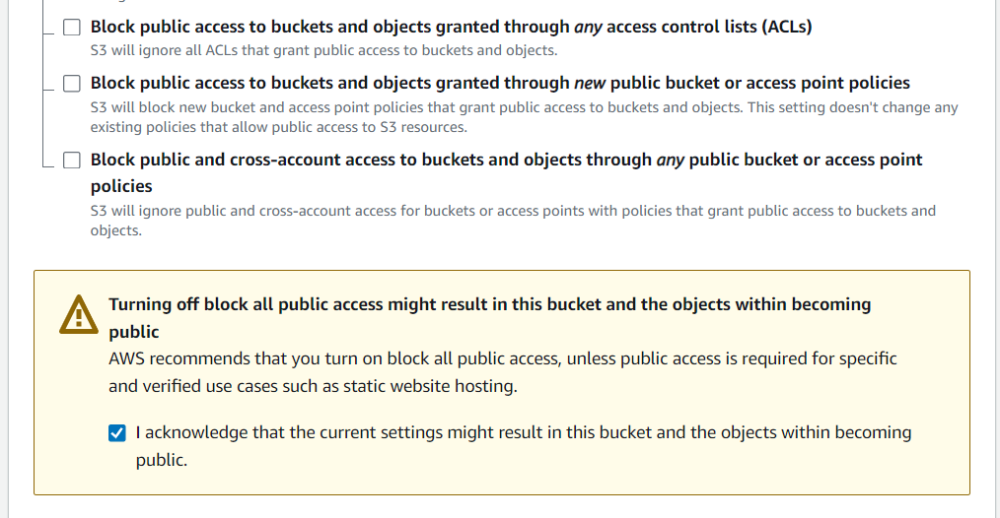 Block public access to buckets and objects granted through any access control lists (ACLs)
S3 will ignore all ACLs that grant public access to buckets and objects.
Block public access to buckets and objects granted through new public bucket or access point policies
S3 will block new bucket and access point policies that grant public access to buckets and objects. This setting doesn't change any
existing policies that allow public access to S3 resources.
Block public and cross-account access to buckets and objects through any public bucket or access point
policies
S3 will ignore public and cross-account access for buckets or access points with policies that grant public access to buckets and
objects.
Turning off block all public access might result in this bucket and the objects within becoming
public
AWS recommends that you turn on block all public access, unless public access is required for specific
and verified use cases such as static website hosting.
I acknowledge that the current settings might result in this bucket and the objects within becoming
public.